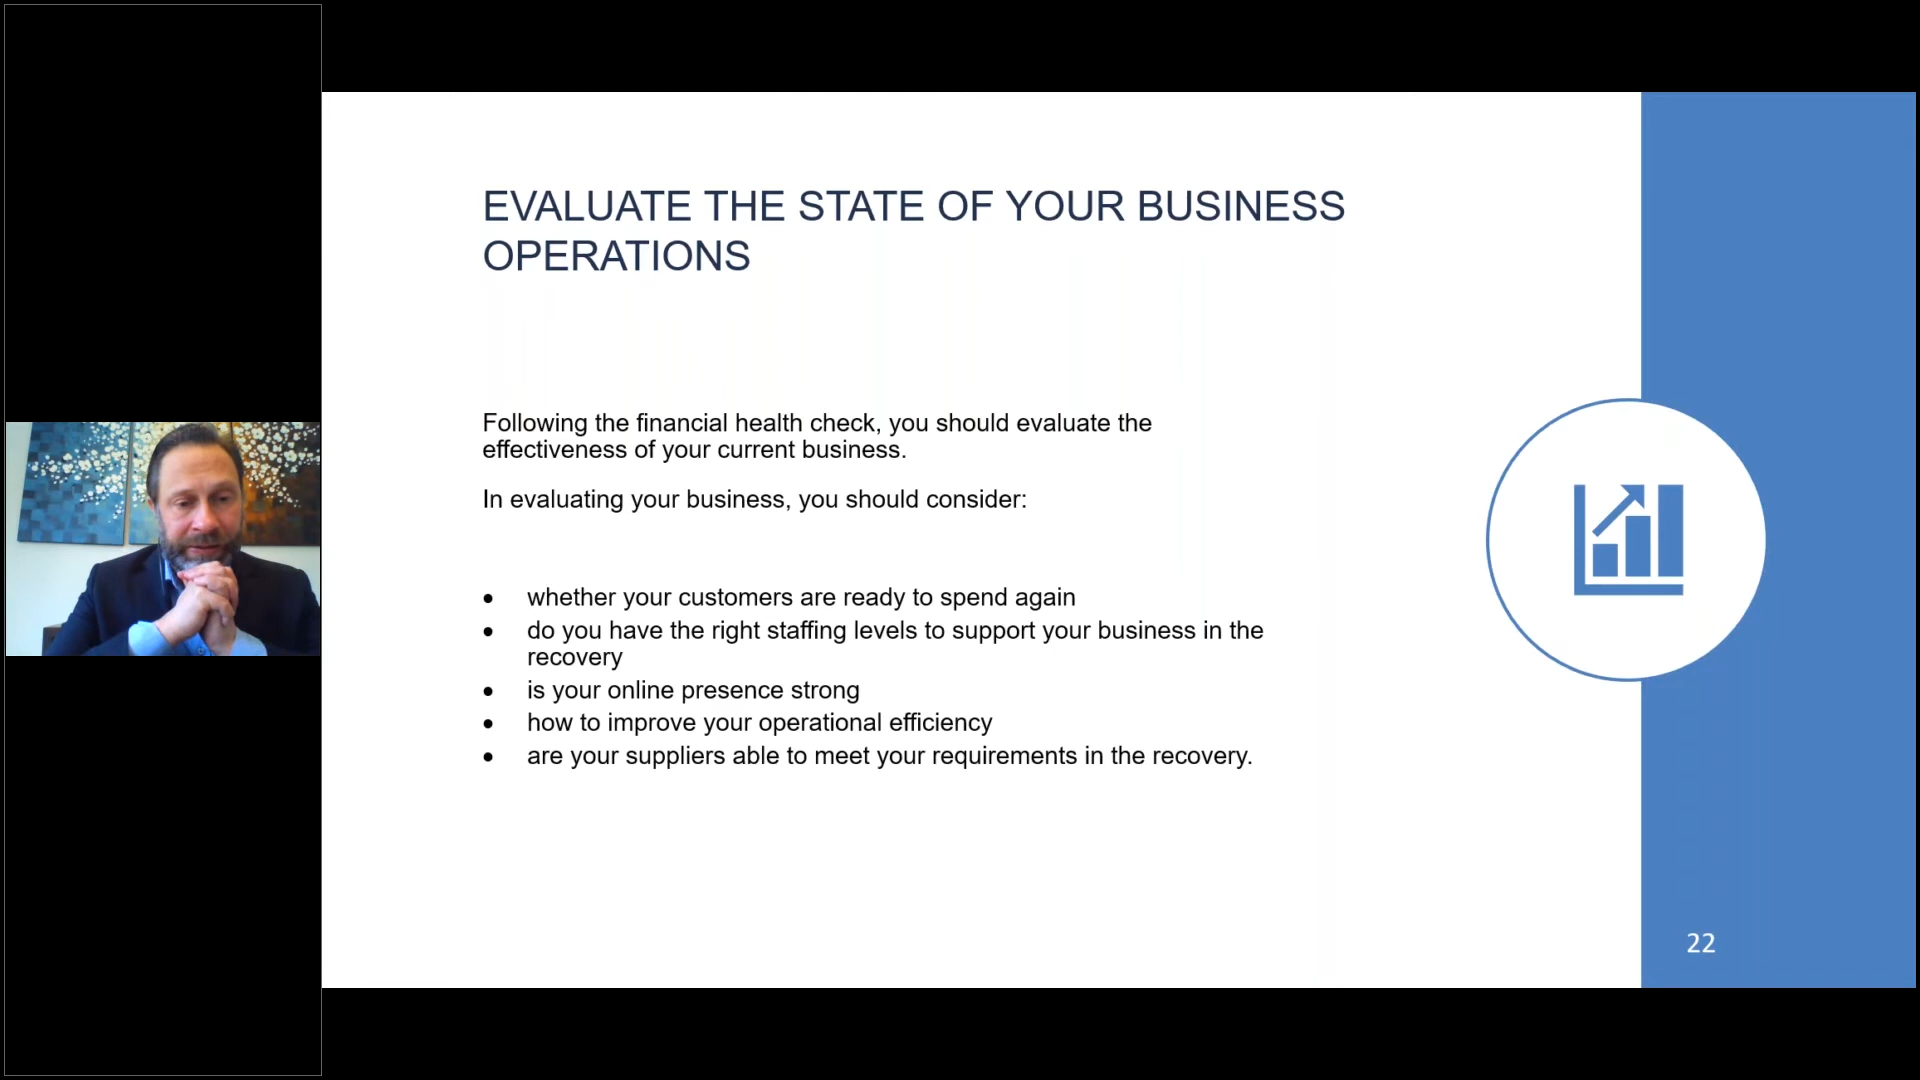 EVALUATE THE STATE OF YOUR BUSINESS
OPERATIONS
Following the financial health check, you should evaluate the
effectiveness of your current business.
In evaluating your business, you should consider:
• whether your customers are ready to spend again
• do you have the right staffing levels to support your business in the
recovery
• is your online presence strong
• how to improve your operational efficiency
• are your suppliers able to meet your requirements in the recovery.
22